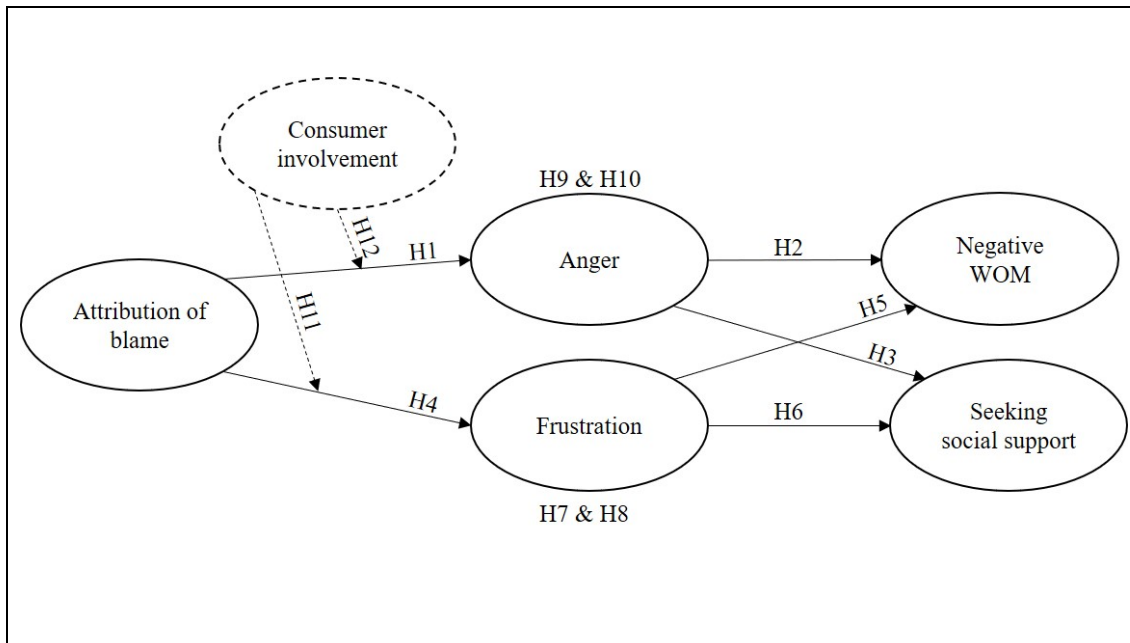 Consumer
involvement
H9 & H10
H12
H1
Anger
H2
Negative
WOM
Attribution of
blame
H11
H5
H3
H4
Frustration
H6
Seeking
social support
H7 & H8